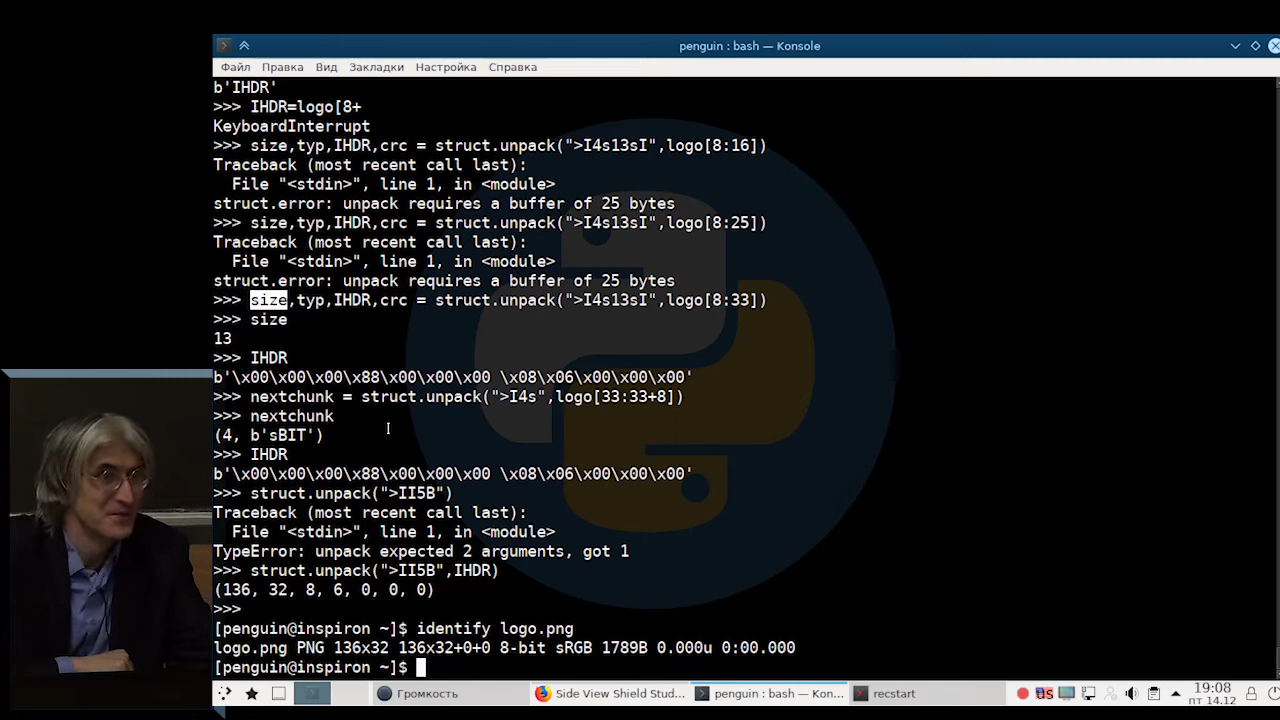 penguin : bash — Konsole
Файл Правка Вид Закладки Настройка Справка
b'IHDR'
>>> IHDR=logo[8+
KeyboardInterrupt
>>> size,typ,IHDR,crc = struct.unpack(">I4s13sI",logo[8:16])
Traceback (most recent call last):
  File "<stdin>", line 1, in <module>
struct.error: unpack requires a buffer of 25 bytes
>>> size,typ,IHDR,crc = struct.unpack(">I4s13sI",logo[8:25])
Traceback (most recent call last):
  File "<stdin>", line 1, in <module>
struct.error: unpack requires a buffer of 25 bytes
>>> size,typ,IHDR,crc = struct.unpack(">I4s13sI",logo[8:33])
>>> size
13
>>> IHDR
b'\x00\x00\x00\x88\x00\x00\x00 \x08\x06\x00\x00\x00'
>>> nextchunk = struct.unpack(">I4s",logo[33:33+8])
>>> nextchunk
(4, b'sBIT')
>>> IHDR
b'\x00\x00\x00\x88\x00\x00\x00 \x08\x06\x00\x00\x00'
>>> struct.unpack(">II5B")
Traceback (most recent call last):
  File "<stdin>", line 1, in <module>
TypeError: unpack expected 2 arguments, got 1
>>> struct.unpack(">II5B",IHDR)
(136, 32, 8, 6, 0, 0, 0)
>>>
[penguin@inspiron ~]$ identify logo.png
logo.png PNG 136x32 136x32+0+0 8-bit sRGB 1789B 0.000u 0:00.000
[penguin@inspiron ~]$
Громкость Side View Shield Stud... penguin : bash — Kon... recstart us 19:08
пт 14.12